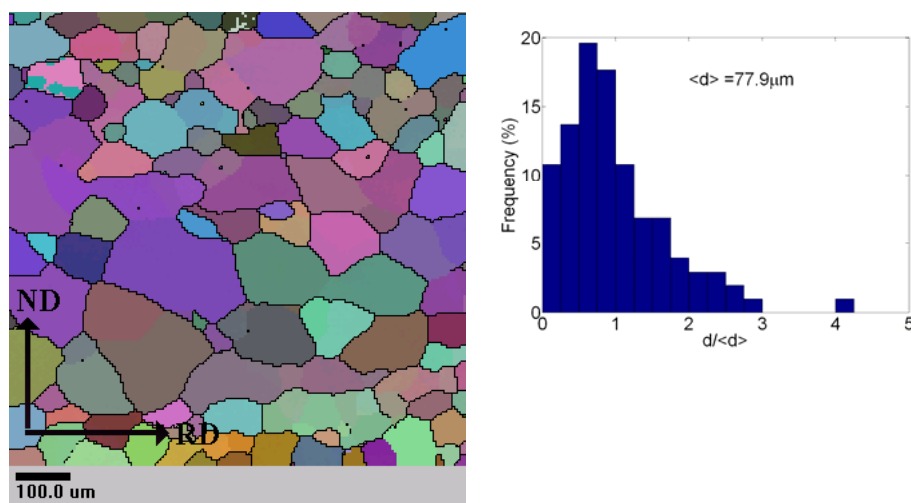 ND
RD
100.0 um
20
15
10
5
0
<d> =77.9μm
Frequency (%)
0 1 2 3 4 5
d/<d>